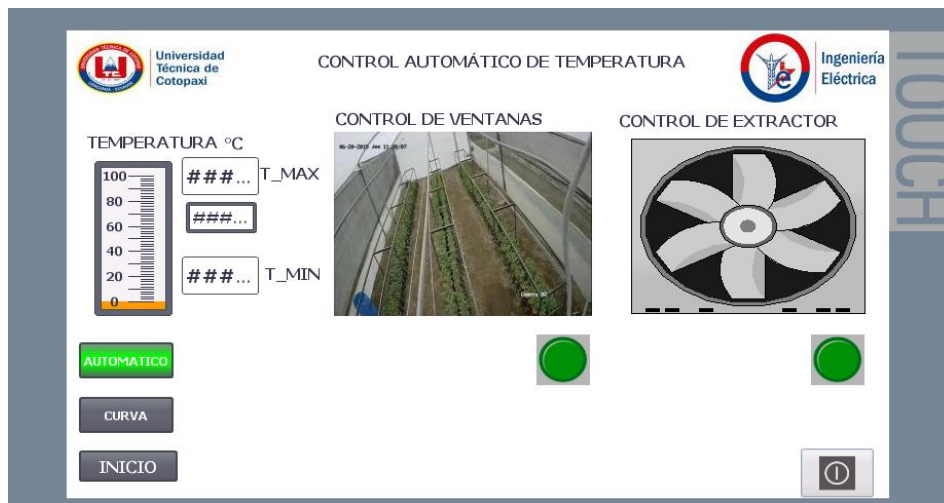 Universidad
Técnica de
Cotopaxi
CONTROL AUTOMÁTICO DE TEMPERATURA
Ingeniería
Eléctrica
TOUCH
TEMPERATURA °C
CONTROL DE VENTANAS
CONTROL DE EXTRACTOR
100
80
60
40
20
0
###... T_MAX
###...
###... T_MIN
AUTOMATICO
CURVA
INICIO